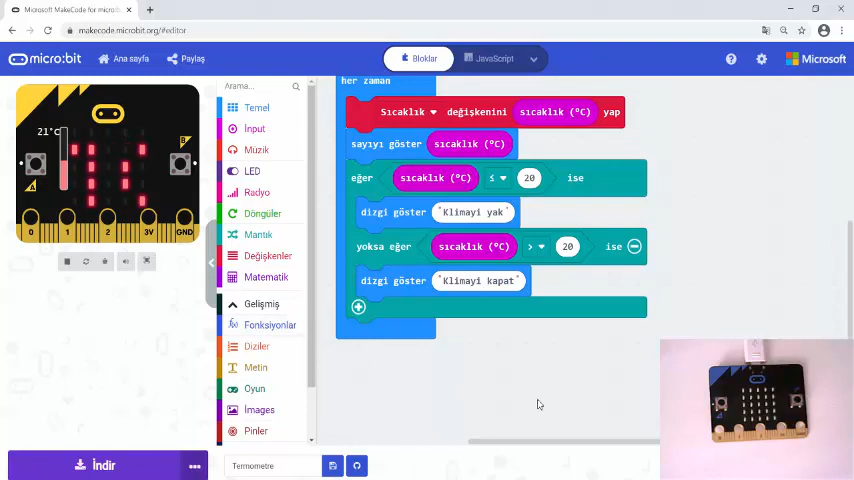 Microsoft MakeCode for micro:b
makecode.microbit.org/#editor
micro:bit
Ana sayfa
Paylaş
Bloklar
JavaScript
Microsoft
21°C
A
B
0
1
2
3V
GND
Arama...
Temel
Input
Müzik
LED
Radyo
Döngüler
Mantık
Değişkenler
Matematik
Gelişmiş
Fonksiyonlar
Diziler
Metin
Oyun
Images
Pinler
her zaman
Sıcaklık değişkenini sıcaklık (°C) yap
sayıyı göster sıcaklık (°C)
eğer sıcaklık (°C) ≤ 20 ise
dizgi göster "Klimayi yak"
yoksa eğer sıcaklık (°C) > 20 ise
dizgi göster "Klimayi kapat"
İndir
Termometre